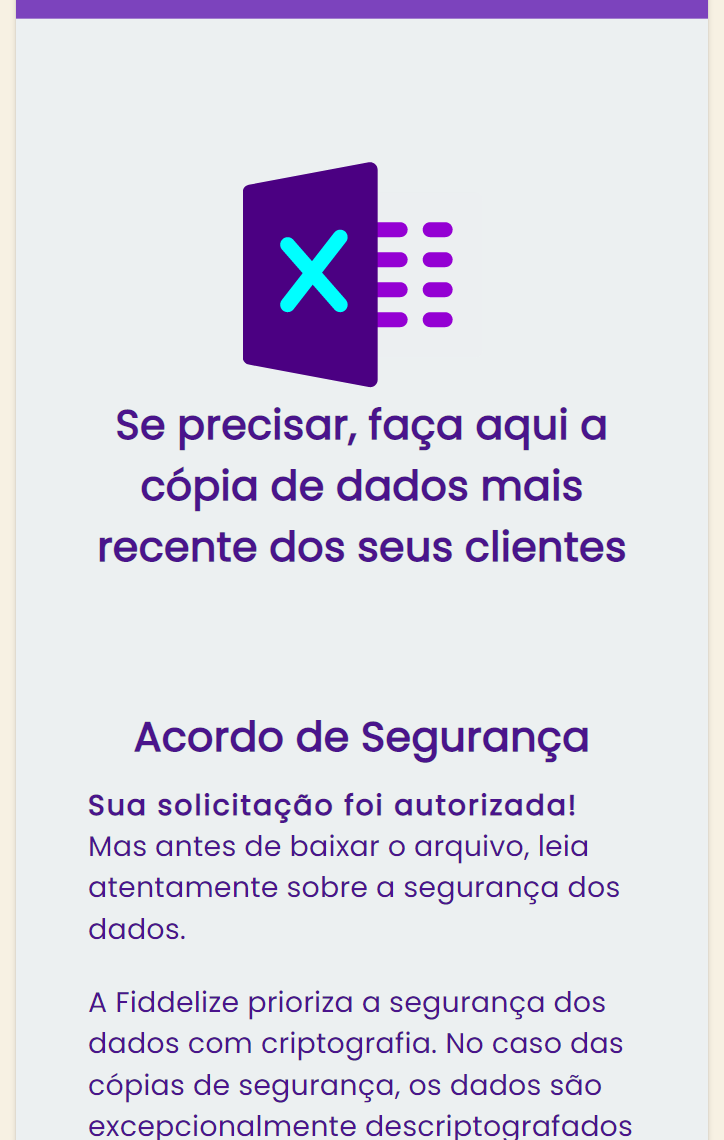 X
Se precisar, faça aqui a
cópia de dados mais
recente dos seus clientes
Acordo de Segurança
Sua solicitação foi autorizada!
Mas antes de baixar o arquivo, leia
atentamente sobre a segurança dos
dados.
A Fiddelize prioriza a segurança dos
dados com criptografia. No caso das
cópias de segurança, os dados são
excepcionalmente descriptografados